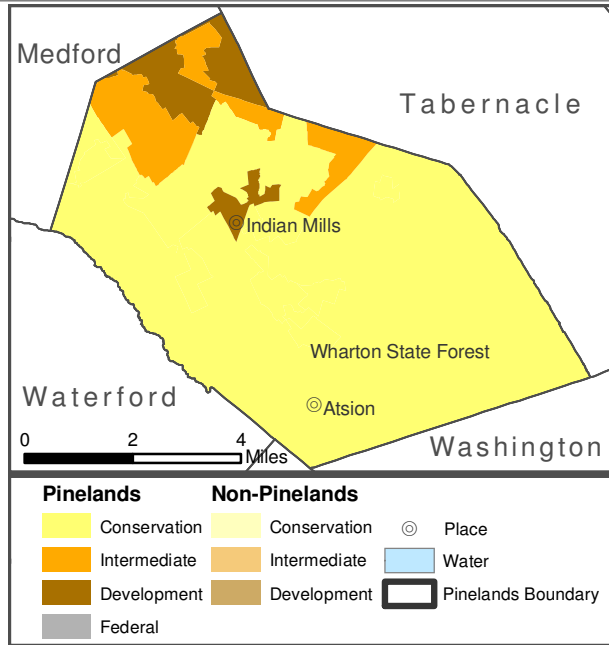 Medford
Tabernacle
Indian Mills
Wharton State Forest
Waterford
Atsion
0 2 4
Miles
Washington
Pinelands Non-Pinelands
Conservation Conservation Place
Intermediate Intermediate Water
Development Development Pinelands Boundary
Federal